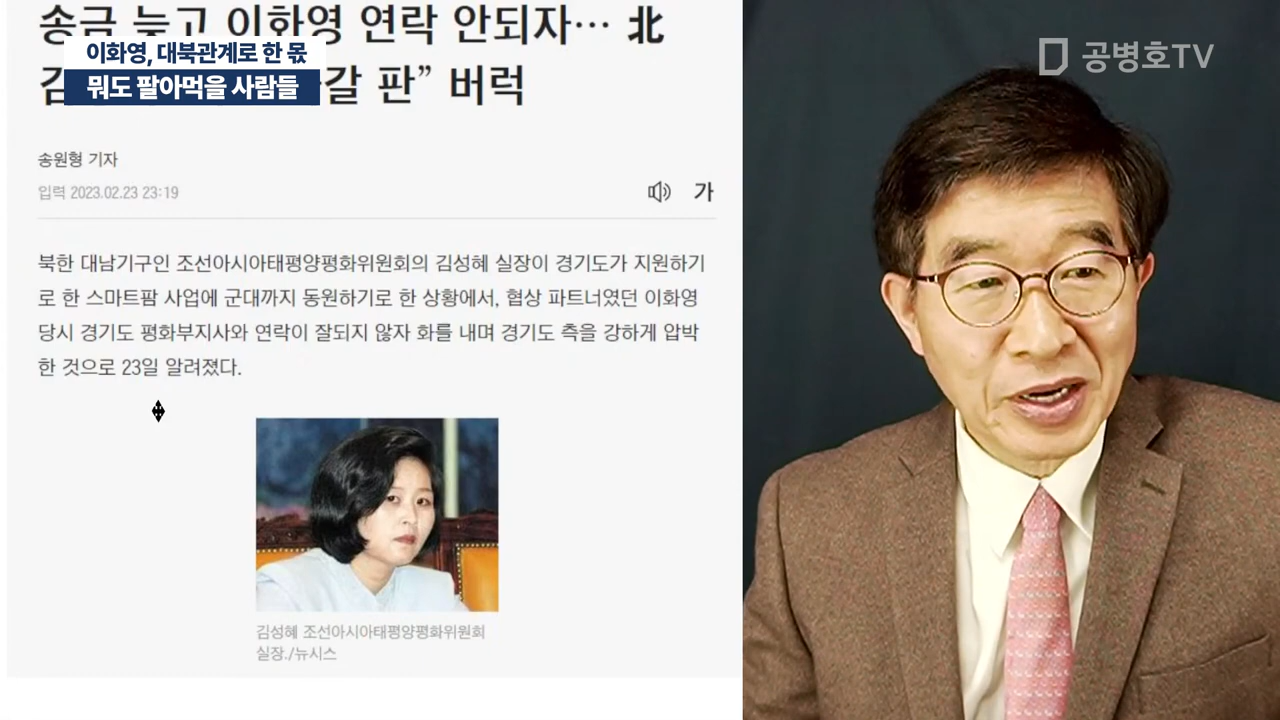 송금 늦고 이화영 연락 안되자… 北
이화영, 대북관계로 한 몫
뭐도 팔아먹을 사람들
갈 판” 버럭
공병호TV
송원형 기자
입력 2023.02.23 23:19
가
북한 대남기구인 조선아시아태평양평화위원회의 김성혜 실장이 경기도가 지원하기
로 한 스마트팜 사업에 군대까지 동원하기로 한 상황에서, 협상 파트너였던 이화영
당시 경기도 평화부지사와 연락이 잘되지 않자 화를 내며 경기도 측을 강하게 압박
한 것으로 23일 알려졌다.
김성혜 조선아시아태평양평화위원회
실장./뉴시스